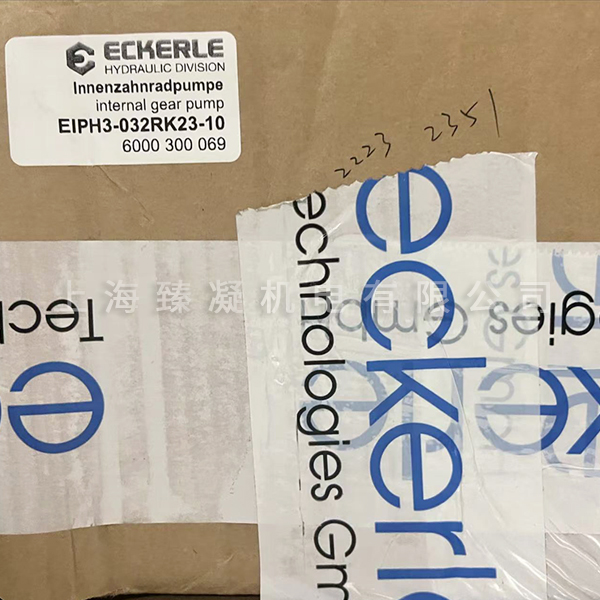 ECKERLE
HYDRAULIC DIVISION
Innenzahnradpumpe
internal gear pump
EIPH3-032RK23-10
6000 300 069
2223 2351
eckerle
echnologies Gm
上海臻凝机电有限公司
Tec
GmbH
gies